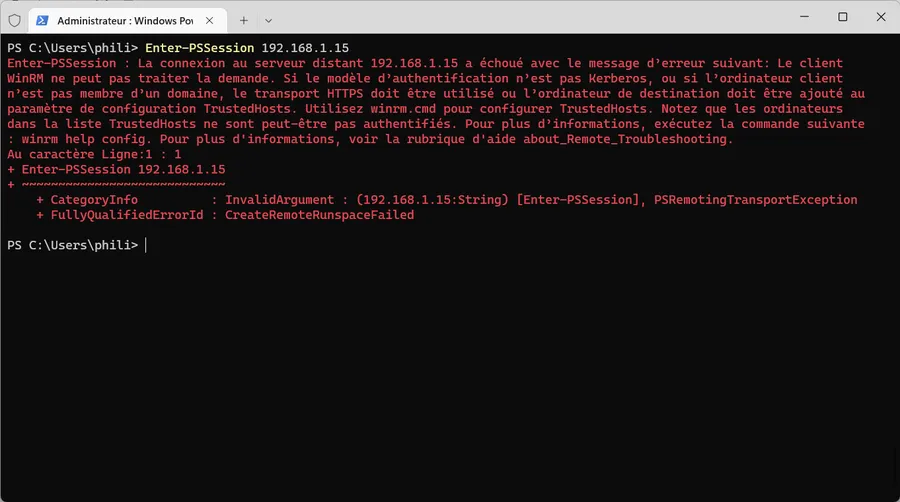 Administrateur : Windows Pow
PS C:\Users\phili> Enter-PSSession 192.168.1.15
Enter-PSSession : La connexion au serveur distant 192.168.1.15 a échoué avec le message d’erreur suivant: Le client
WinRM ne peut pas traiter la demande. Si le modèle d’authentification n’est pas Kerberos, ou si l’ordinateur client
n’est pas membre d’un domaine, le transport HTTPS doit être utilisé ou l’ordinateur de destination doit être ajouté au
paramètre de configuration TrustedHosts. Utilisez winrm.cmd pour configurer TrustedHosts. Notez que les ordinateurs
dans la liste TrustedHosts ne sont peut-être pas authentifiés. Pour plus d’informations, exécutez la commande suivante
: winrm help config. Pour plus d'informations, voir la rubrique d'aide about_Remote_Troubleshooting.
Au caractère Ligne:1 : 1
+ Enter-PSSession 192.168.1.15
+ ~~~~~~~~~~~~~~~~~~~~~~~~~~~~
    + CategoryInfo          : InvalidArgument : (192.168.1.15:String) [Enter-PSSession], PSRemotingTransportException
    + FullyQualifiedErrorId : CreateRemoteRunspaceFailed
PS C:\Users\phili>